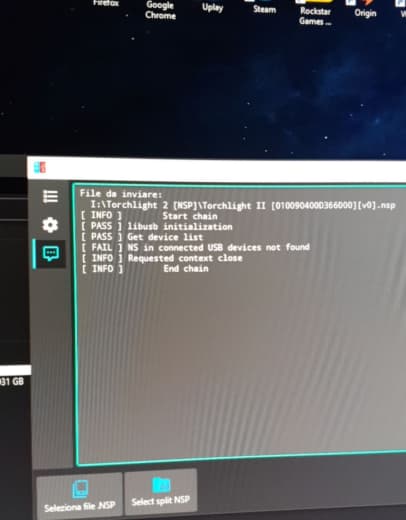 Firefox
Google Chrome
Uplay
Steam
Rockstar Games ...
Origin
File da inviare:
I:\Torchlight 2 [NSP]\Torchlight II [010090400D366000][v0].nsp
[ INFO ] Start chain
[ PASS ] libusb initialization
[ PASS ] Get device list
[ FAIL ] NS in connected USB devices not found
[ INFO ] Requested context close
[ INFO ] End chain
931 GB
Seleziona file .NSP
Select split NSP